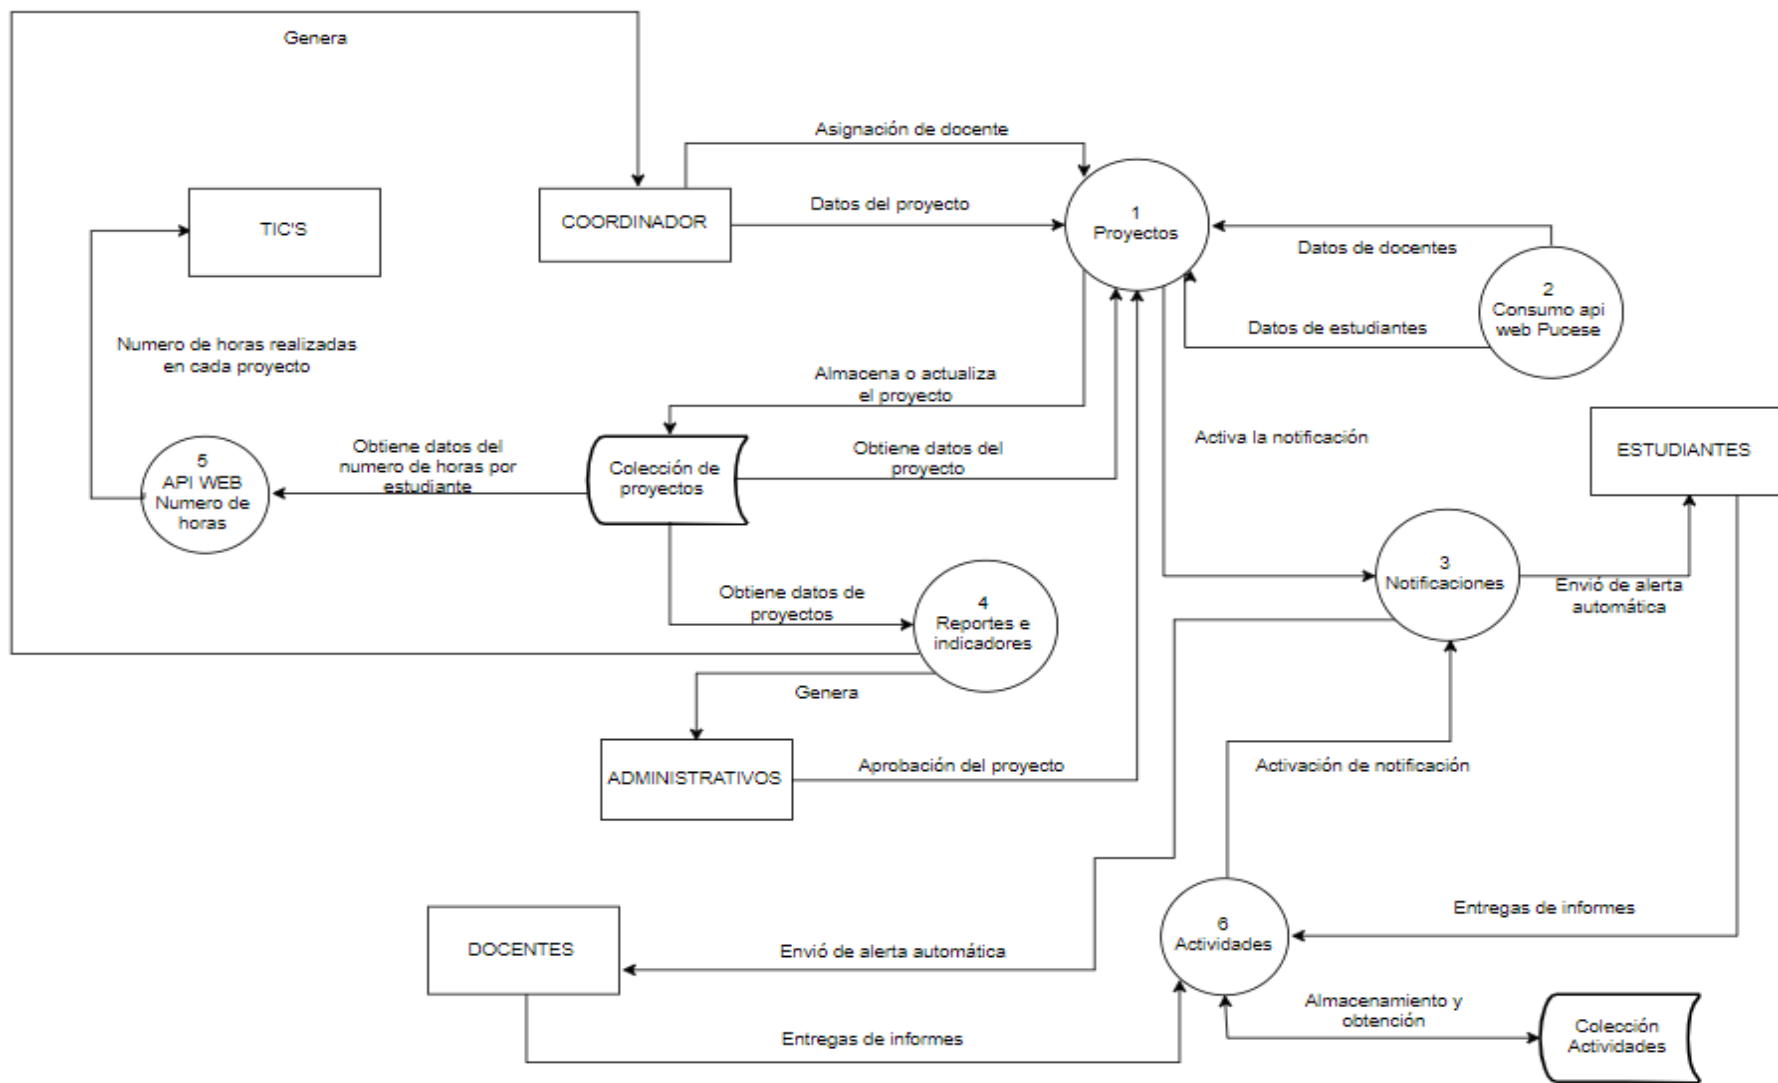 Genera
Asignación de docente
TIC'S
COORDINADOR
Datos del proyecto
1
Proyectos
Datos de docentes
2
Consumo api
web Pucese
Datos de estudiantes
Numero de horas realizadas
en cada proyecto
Almacena o actualiza
el proyecto
5
API WEB
Numero de
horas
Obtiene datos del
numero de horas por
estudiante
Colección de
proyectos
Obtiene datos del
proyecto
Activa la notificación
ESTUDIANTES
3
Notificaciones
Envió de alerta
automática
Obtiene datos de
proyectos
4
Reportes e
indicadores
Genera
ADMINISTRATIVOS
Aprobación del proyecto
Activación de notificación
6
Actividades
Entregas de informes
DOCENTES
Envió de alerta automática
Entregas de informes
Almacenamiento y
obtención
Colección
Actividades